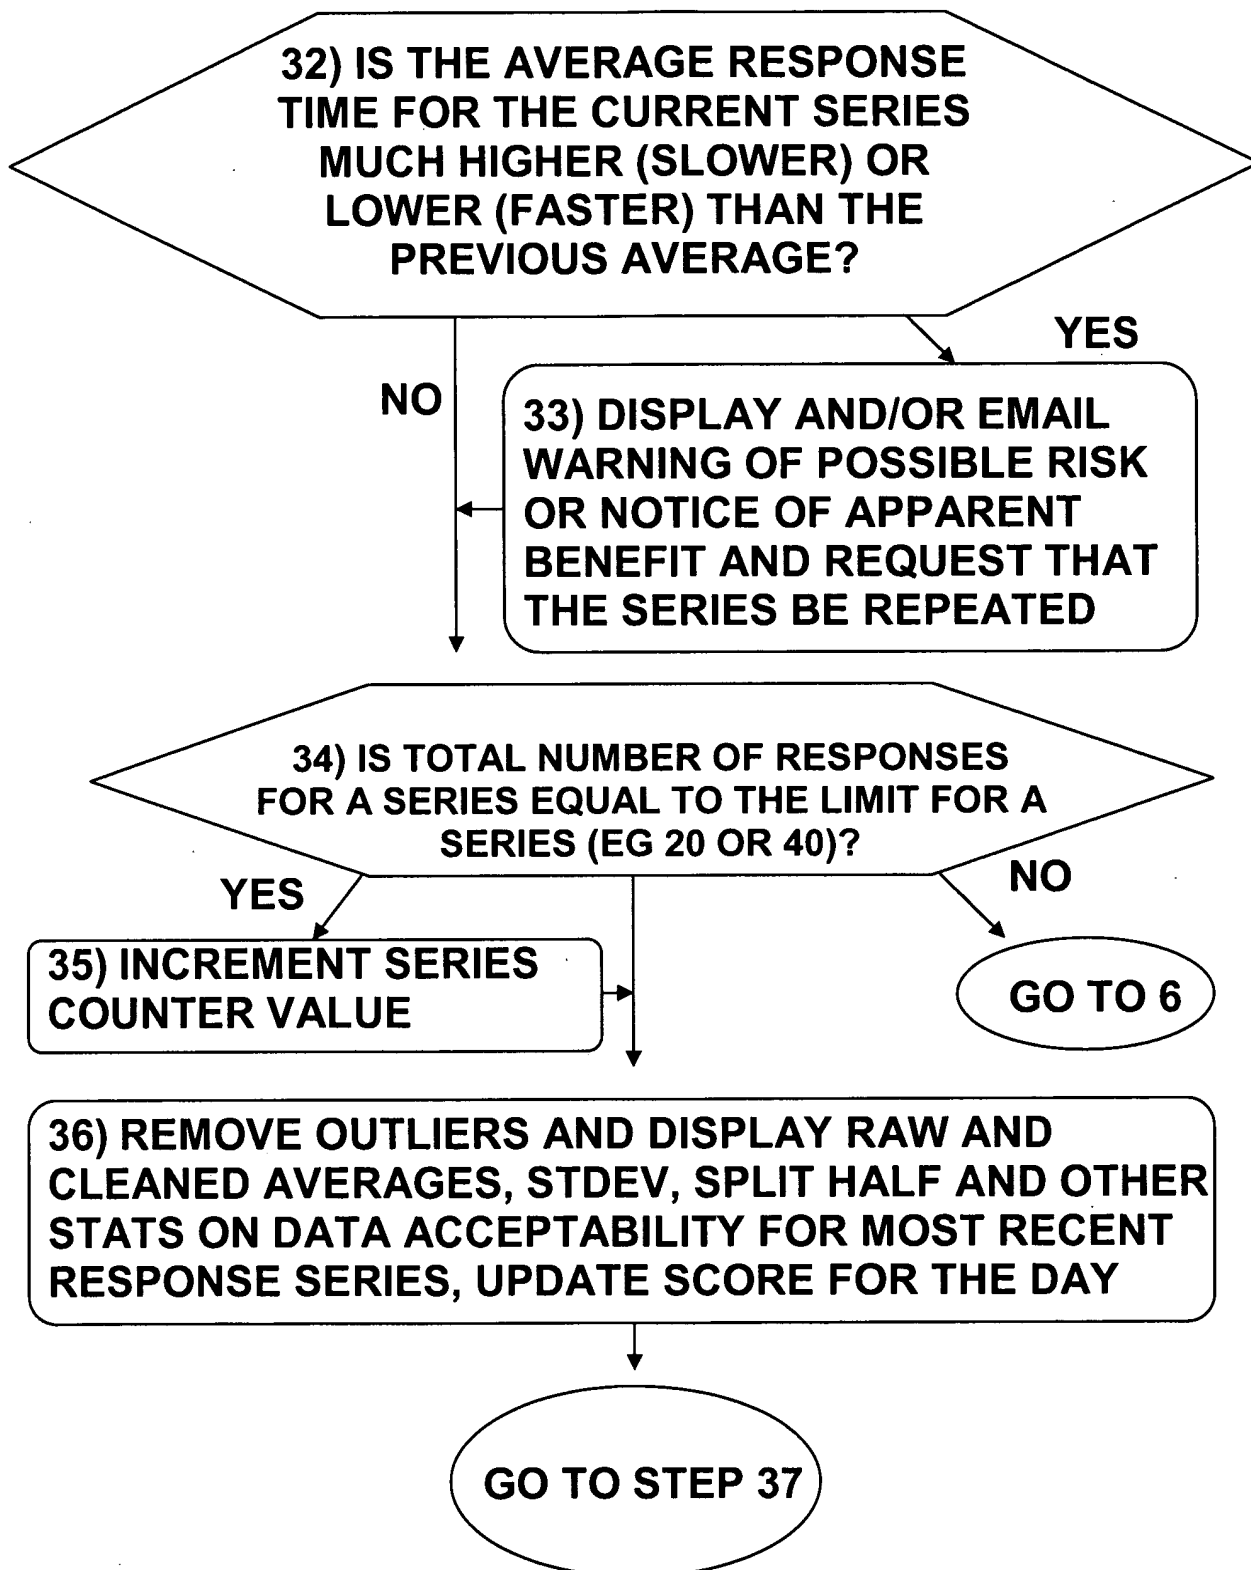 32) IS THE AVERAGE RESPONSE
TIME FOR THE CURRENT SERIES
MUCH HIGHER (SLOWER) OR
LOWER (FASTER) THAN THE
PREVIOUS AVERAGE?
YES
NO
33) DISPLAY AND/OR EMAIL
WARNING OF POSSIBLE RISK
OR NOTICE OF APPARENT
BENEFIT AND REQUEST THAT
THE SERIES BE REPEATED
34) IS TOTAL NUMBER OF RESPONSES
FOR A SERIES EQUAL TO THE LIMIT FOR A
SERIES (EG 20 OR 40)?
YES
NO
35) INCREMENT SERIES
COUNTER VALUE
GO TO 6
36) REMOVE OUTLIERS AND DISPLAY RAW AND
CLEANED AVERAGES, STDEV, SPLIT HALF AND OTHER
STATS ON DATA ACCEPTABILITY FOR MOST RECENT
RESPONSE SERIES, UPDATE SCORE FOR THE DAY
GO TO STEP 37